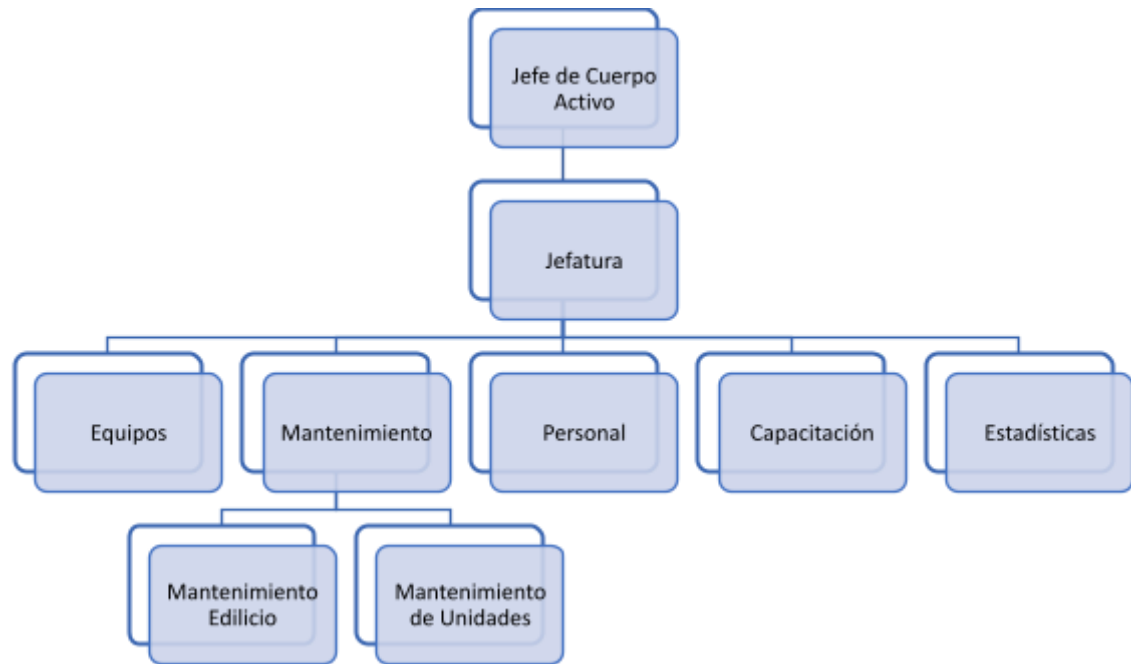 Jefe de Cuerpo
Activo
Jefatura
Equipos
Mantenimiento
Personal
Capacitación
Estadísticas
Mantenimiento
Edilicio
Mantenimiento
de Unidades